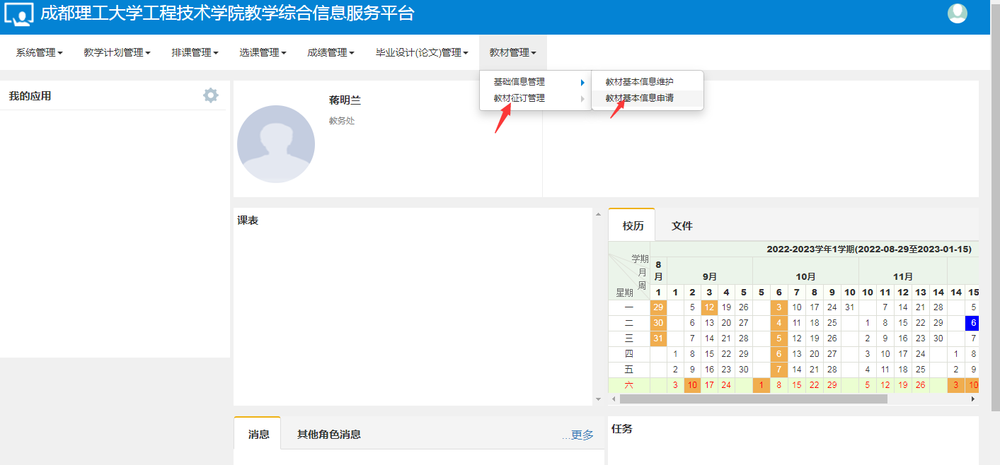 成都理工大学工程技术学院教学综合信息服务平台
系统管理 教学计划管理 排课管理 选课管理 成绩管理 毕业设计(论文)管理 教材管理
基础信息管理 教材基本信息维护
教材征订管理 教材基本信息申请
我的应用
蒋明兰
教务处
课表
校历 文件
2022-2023学年1学期(2022-08-29至2023-01-15)
学期
月
周
星期
8月 9月 10月 11月
1 1 2 3 4 5 5 6 7 8 9 10 10 11 12 13 14 14 15
一 29 5 12 19 26 3 10 17 24 31 7 14 21 28 5
二 30 6 13 20 27 4 11 18 25 1 8 15 22 29 6
三 31 7 14 21 28 5 12 19 26 2 9 16 23 30 7
四 1 8 15 22 29 6 13 20 27 3 10 17 24 1 8
五 2 9 16 23 30 7 14 21 28 4 11 18 25 2 9
六 3 10 17 24 1 8 15 22 29 5 12 19 26 3 10
消息 其他角色消息 ...更多
任务